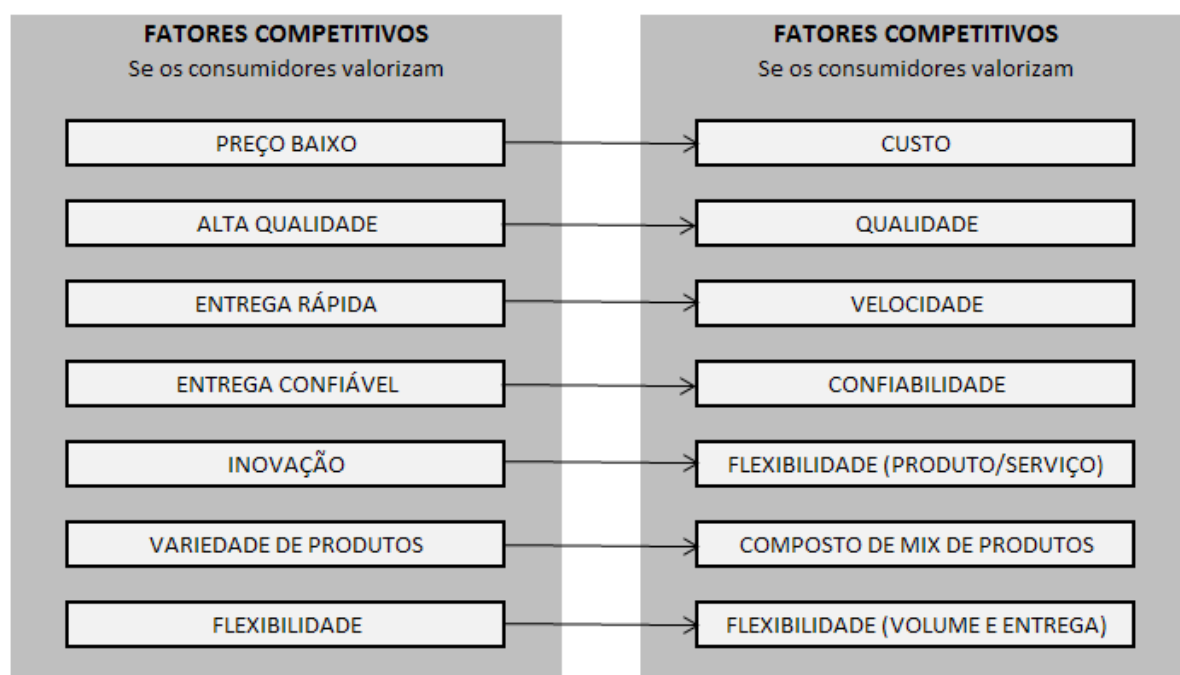 FATORES COMPETITIVOS
Se os consumidores valorizam
PREÇO BAIXO
ALTA QUALIDADE
ENTREGA RÁPIDA
ENTREGA CONFIÁVEL
INOVAÇÃO
VARIEDADE DE PRODUTOS
FLEXIBILIDADE
FATORES COMPETITIVOS
Se os consumidores valorizam
CUSTO
QUALIDADE
VELOCIDADE
CONFIABILIDADE
FLEXIBILIDADE (PRODUTO/SERVIÇO)
COMPOSTO DE MIX DE PRODUTOS
FLEXIBILIDADE (VOLUME E ENTREGA)